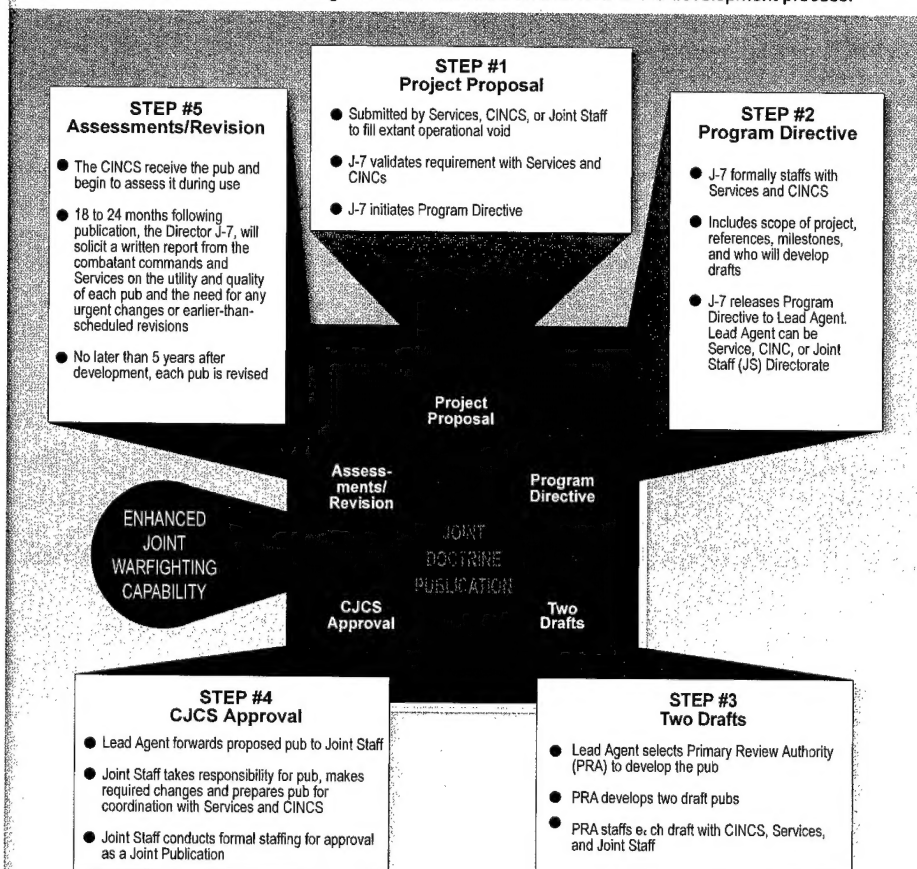 development process.
STEP #1
Project Proposal
● Submitted by Services, CINCS, or Joint Staff
to fill extant operational void
● J-7 validates requirement with Services and
CINCs
● J-7 initiates Program Directive
STEP #2
Program Directive
● J-7 formally staffs with
Services and CINCS
● Includes scope of project,
references, milestones,
and who will develop
drafts
● J-7 releases Program
Directive to Lead Agent.
Lead Agent can be
Service, CINC, or Joint
Staff (JS) Directorate
STEP #5
Assessments/Revision
● The CINCS receive the pub and
begin to assess it during use
● 18 to 24 months following
publication, the Director J-7, will
solicit a written report from the
combatant commands and
Services on the utility and quality
of each pub and the need for any
urgent changes or earlier-than-
scheduled revisions
● No later than 5 years after
development, each pub is revised
Project
Proposal
Assess-
ments/
Revision
Program
Directive
ENHANCED
JOINT
WARFIGHTING
CAPABILITY
JOINT
DOCTRINE
PUBLICATION
CJCS
Approval
Two
Drafts
STEP #4
CJCS Approval
● Lead Agent forwards proposed pub to Joint Staff
● Joint Staff takes responsibility for pub, makes
required changes and prepares pub for
coordination with Services and CINCS
● Joint Staff conducts formal staffing for approval
as a Joint Publication
STEP #3
Two Drafts
● Lead Agent selects Primary Review Authority
(PRA) to develop the pub
● PRA develops two draft pubs
● PRA staffs each draft with CINCS, Services,
and Joint Staff